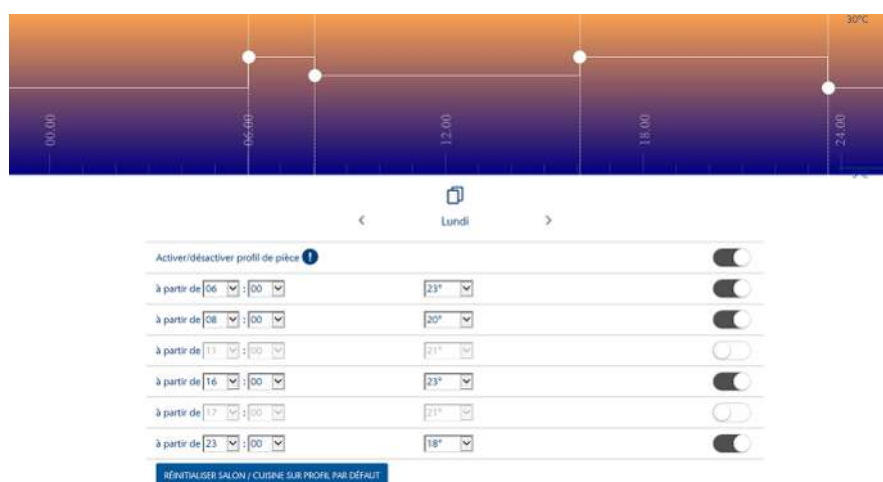 30°C
00.00
06.00
12.00
18.00
24.00
Lundi
Activer/désactiver profil de pièce !
à partir de 06 : 00 23°
à partir de 08 : 00 20°
à partir de 11 : 00 21°
à partir de 16 : 00 23°
à partir de 17 : 00 21°
à partir de 23 : 00 18°
RÉINITIALISER SALON / CUISINE SUR PROFIL PAR DÉFAUT